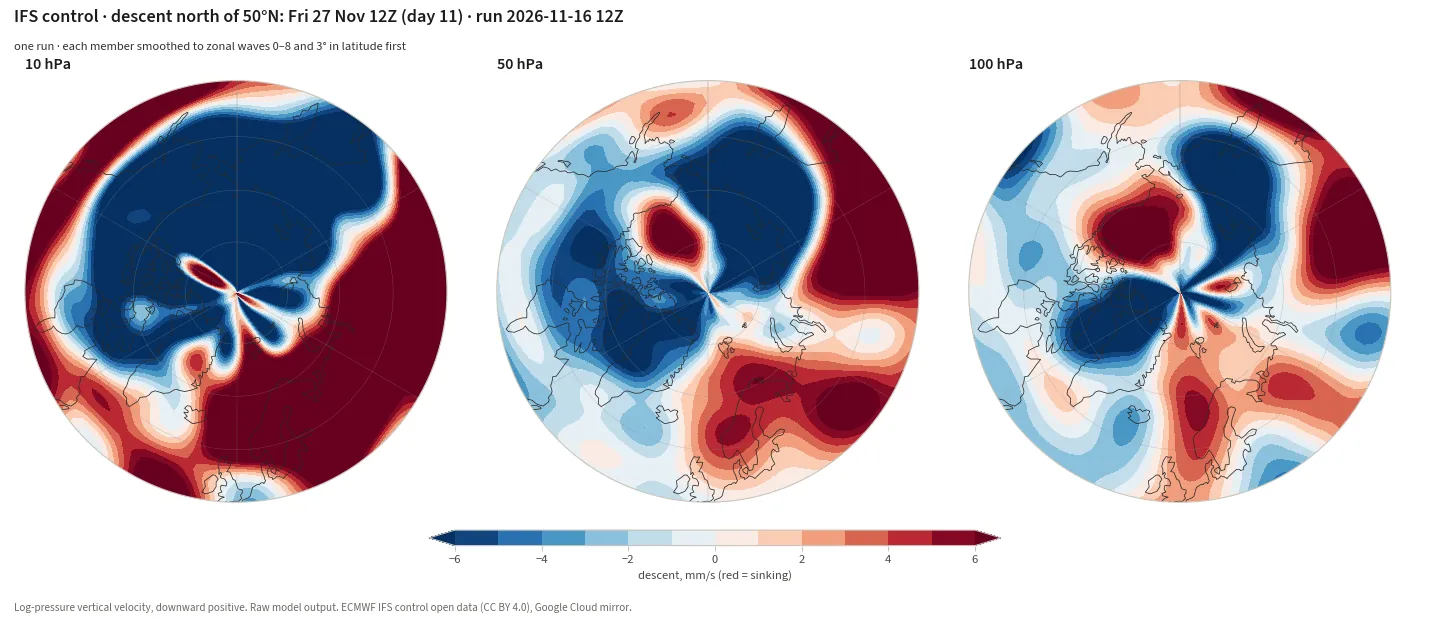 IFS control · descent north of 50°N: Fri 27 Nov 12Z (day 11) · run 2026-11-16 12Z
one run · each member smoothed to zonal waves 0–8 and 3° in latitude first
10 hPa
50 hPa
100 hPa
−6 −4 −2 0 2 4 6
descent, mm/s (red = sinking)
Log-pressure vertical velocity, downward positive. Raw model output. ECMWF IFS control open data (CC BY 4.0), Google Cloud mirror.